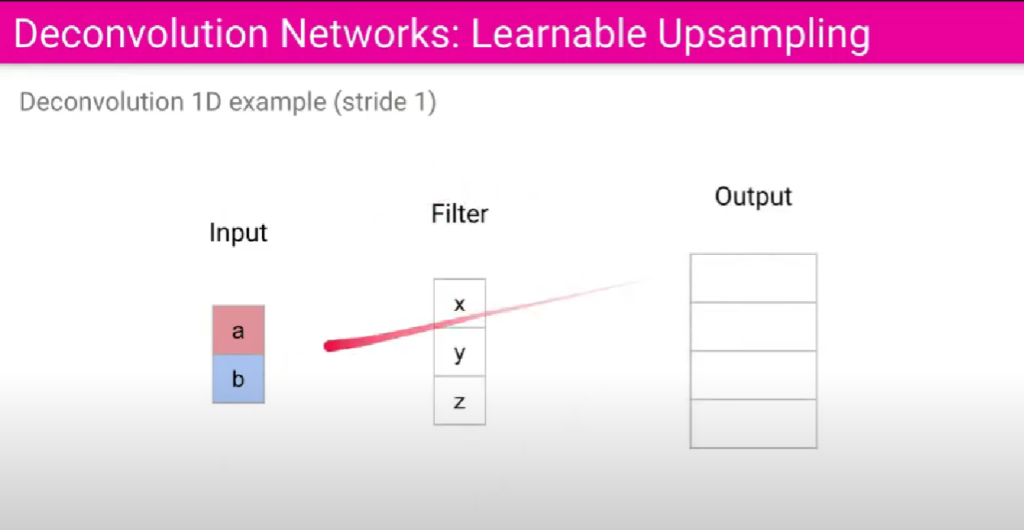 Deconvolution Networks: Learnable Upsampling
Deconvolution 1D example (stride 1)
Input
a
b
Filter
x
y
z
Output